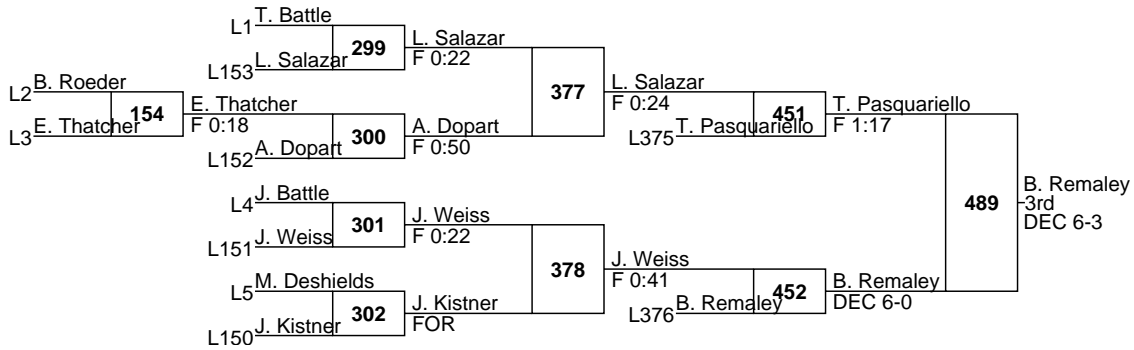 L1 T. Battle
299
L. Salazar
F 0:22
L153 L. Salazar
L2 B. Roeder
154
L3 E. Thatcher
E. Thatcher
F 0:18
300
A. Dopart
F 0:50
L152 A. Dopart
377
L. Salazar
F 0:24
451
L375 T. Pasquariello
T. Pasquariello
F 1:17
L4 J. Battle
301
L151 J. Weiss
J. Weiss
F 0:22
378
J. Weiss
F 0:41
L5 M. Deshields
302
L150 J. Kistner
J. Kistner
FOR
452
L376 B. Remaley
B. Remaley
DEC 6-0
489
B. Remaley
3rd
DEC 6-3